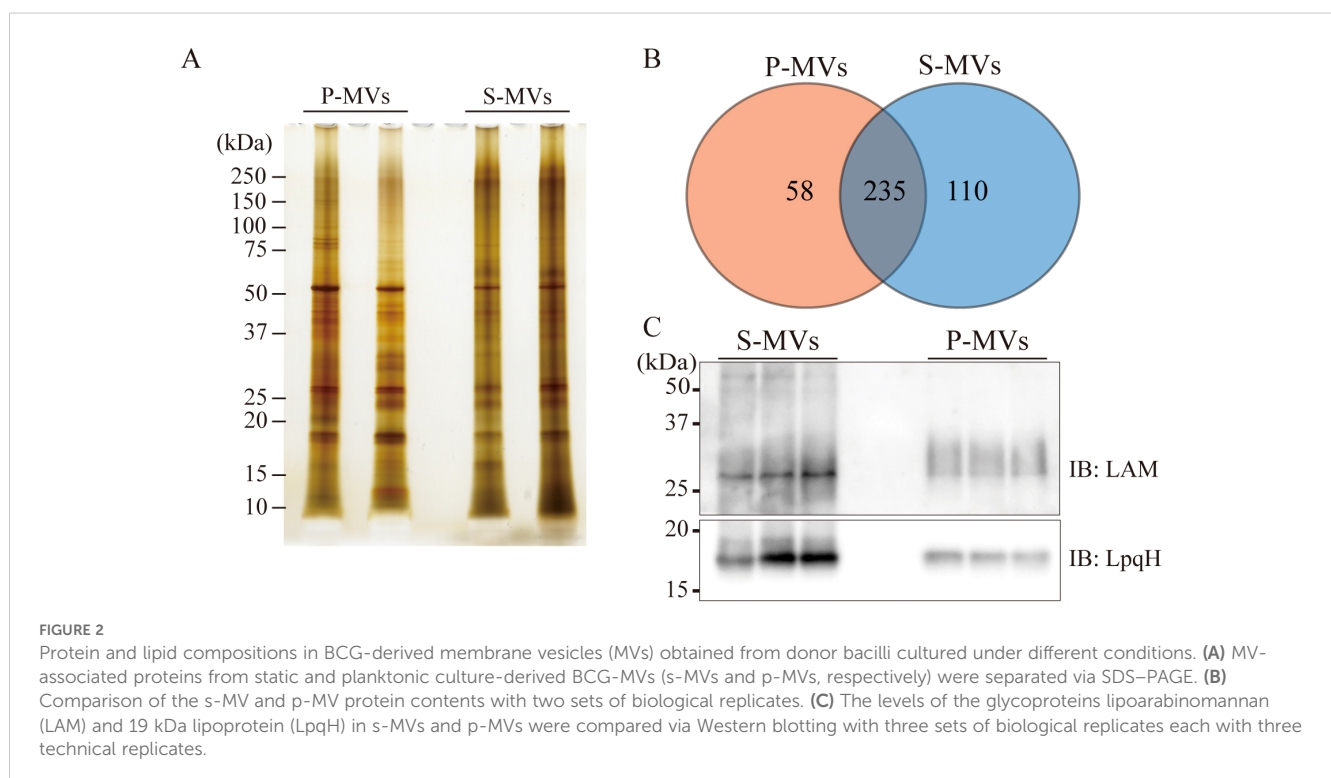 A
P-MVs S-MVs
(kDa)
250
150
100
75
50
37
25
20
15
10
B
P-MVs S-MVs
58 235 110
C
S-MVs P-MVs
(kDa)
50
37
25
IB: LAM
20
15
IB: LpqH
FIGURE 2
Protein and lipid compositions in BCG-derived membrane vesicles (MVs) obtained from donor bacilli cultured under different conditions. (A) MV-
associated proteins from static and planktonic culture-derived BCG-MVs (s-MVs and p-MVs, respectively) were separated via SDS–PAGE. (B)
Comparison of the s-MV and p-MV protein contents with two sets of biological replicates. (C) The levels of the glycoproteins lipoarabinomannan
(LAM) and 19 kDa lipoprotein (LpqH) in s-MVs and p-MVs were compared via Western blotting with three sets of biological replicates each with three
technical replicates.